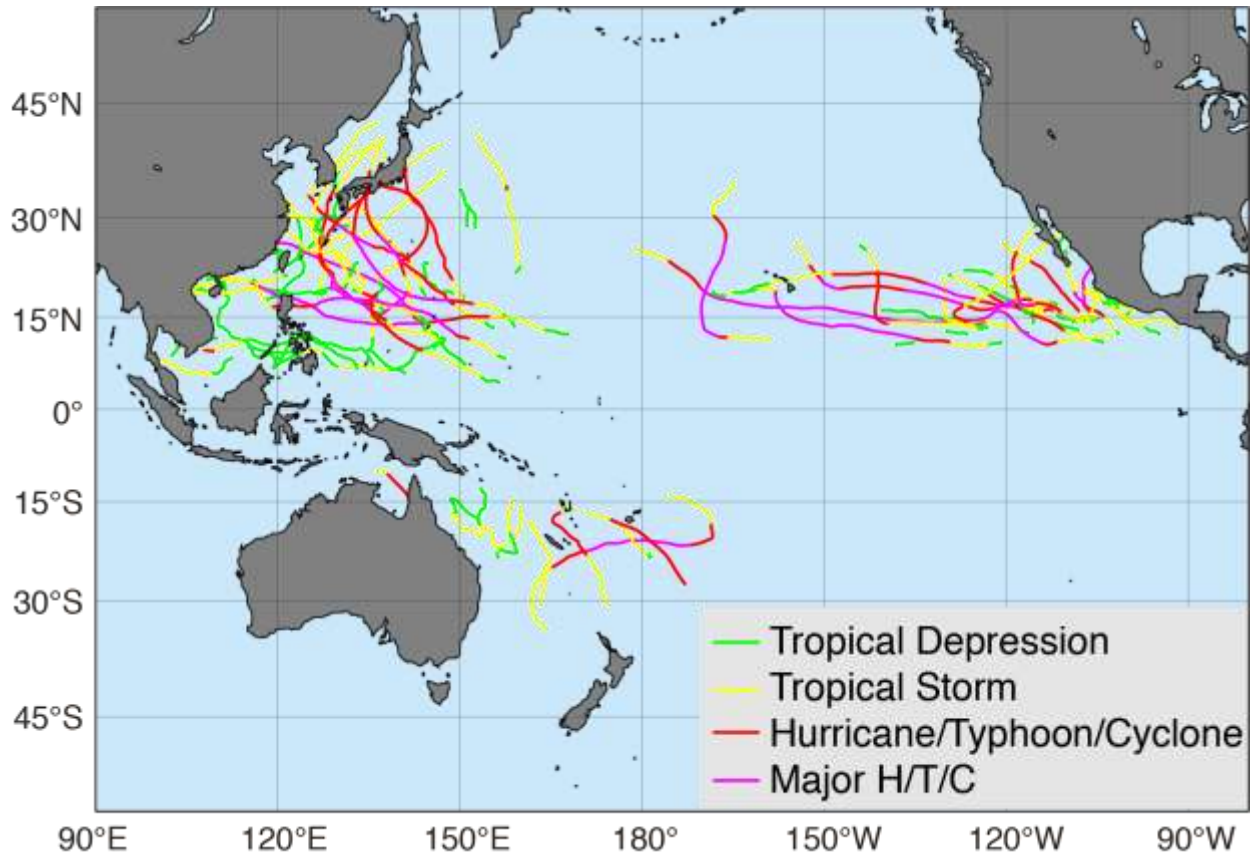 45°N
30°N
15°N
0°
15°S
30°S
45°S
Tropical Depression
Tropical Storm
Hurricane/Typhoon/Cyclone
Major H/T/C
90°E 120°E 150°E 180° 150°W 120°W 90°W